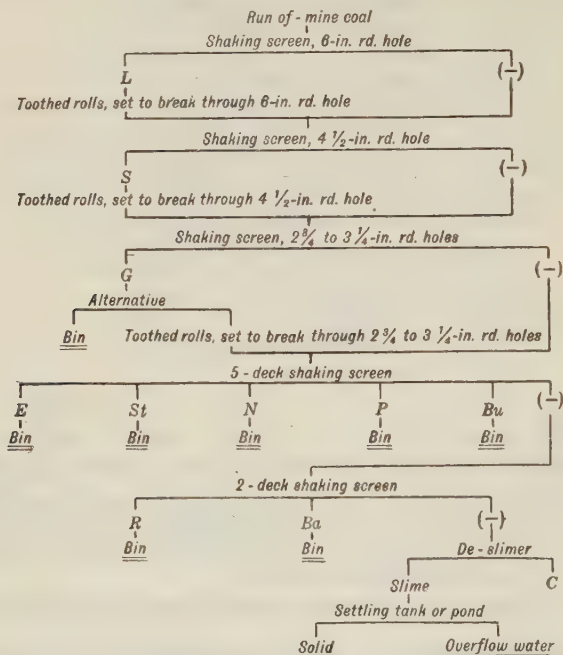 Run of-mine coal
Shaking screen, 6-in. rd. hole
L (—)
Toothed rolls, set to break through 6-in. rd. hole
Shaking screen, 4 1/2-in. rd. hole
S (—)
Toothed rolls, set to break through 4 1/2-in. rd. hole
Shaking screen, 2 3/4 to 3 1/4-in. rd. holes
G (—)
Alternative
Bin
Toothed rolls, set to break through 2 3/4 to 3 1/4-in. rd. holes
5-deck shaking screen
E St N P Bu (—)
Bin Bin Bin Bin Bin
2-deck shaking screen
R Ba (—)
Bin Bin De-slimer
Slime C
Settling tank or pond
Solid Overflow water